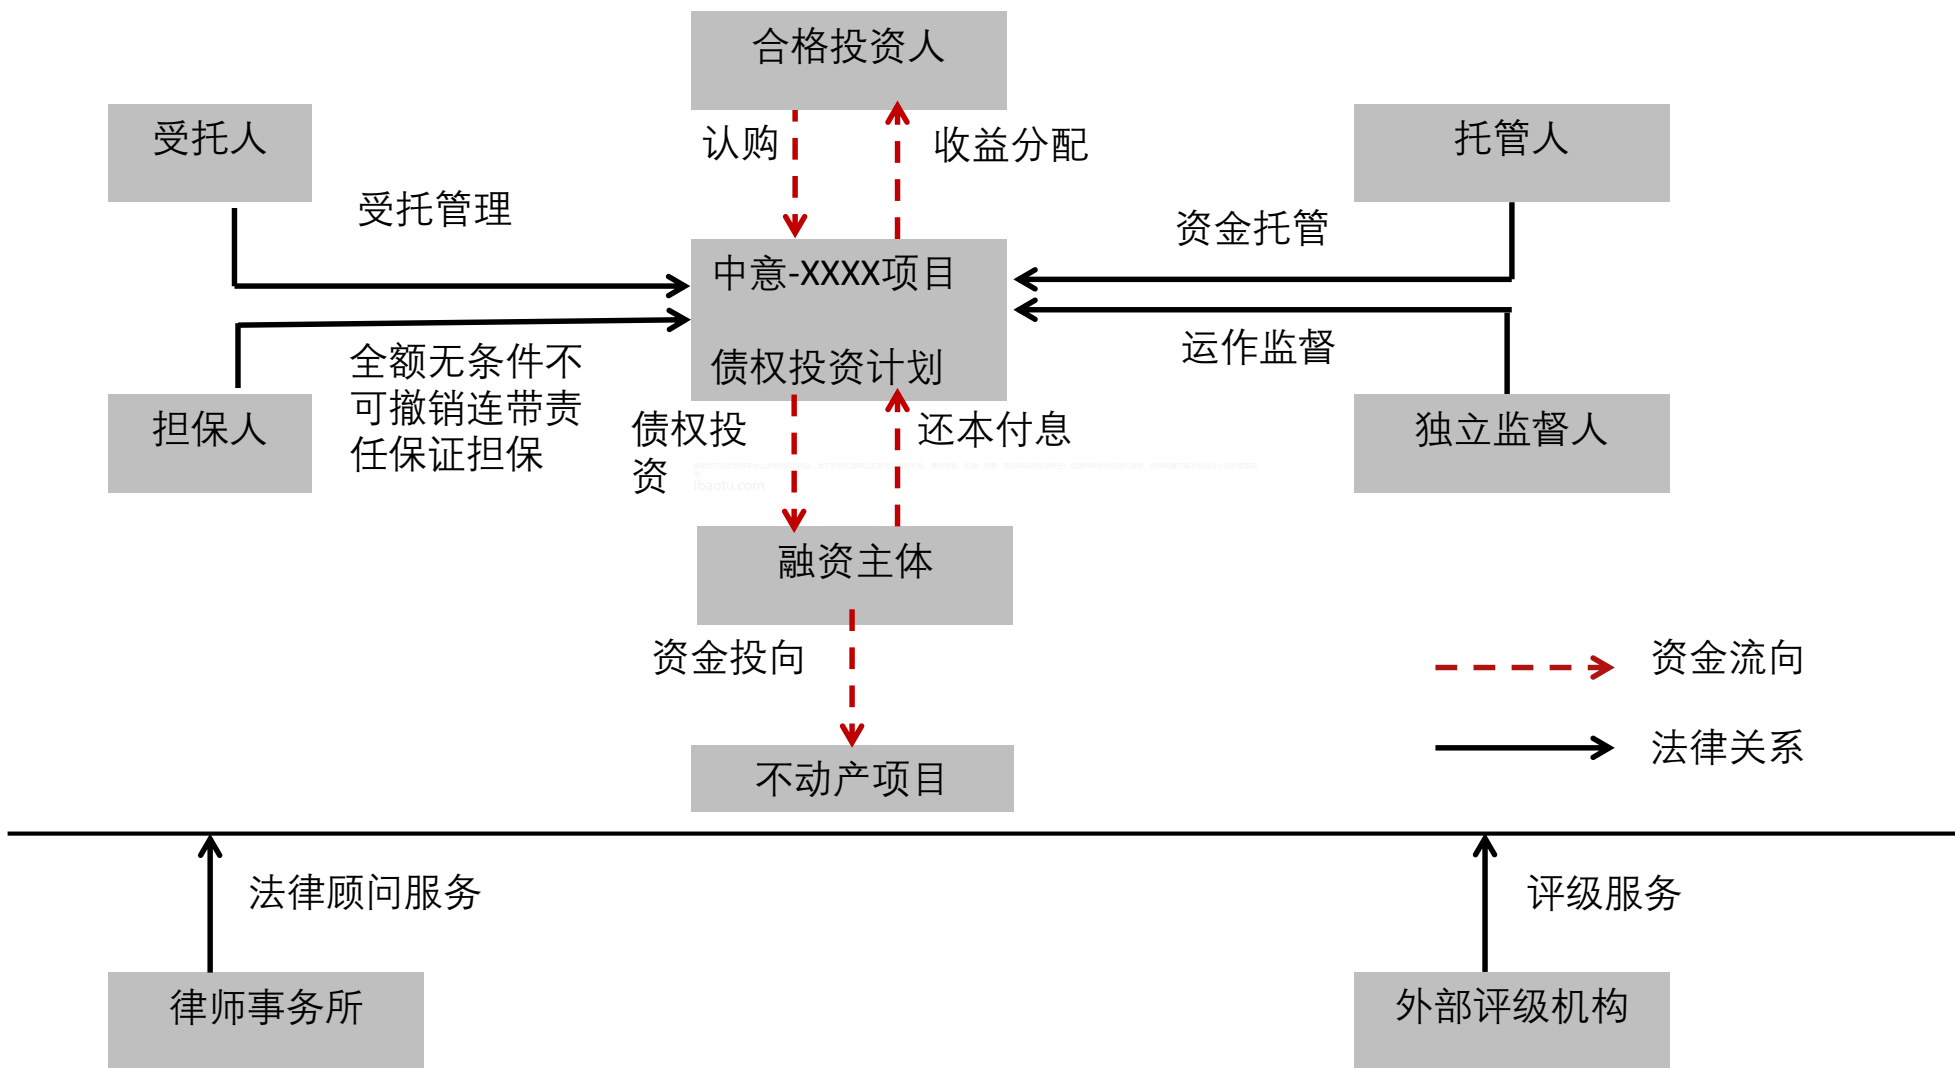 合格投资人
受托人
托管人
认购
收益分配
受托管理
资金托管
中意-XXXX项目
债权投资计划
全额无条件不
可撤销连带责
任保证担保
运作监督
担保人
债权投
资
还本付息
独立监督人
ibaotu.com
融资主体
资金投向
资金流向
法律关系
不动产项目
法律顾问服务
评级服务
律师事务所
外部评级机构